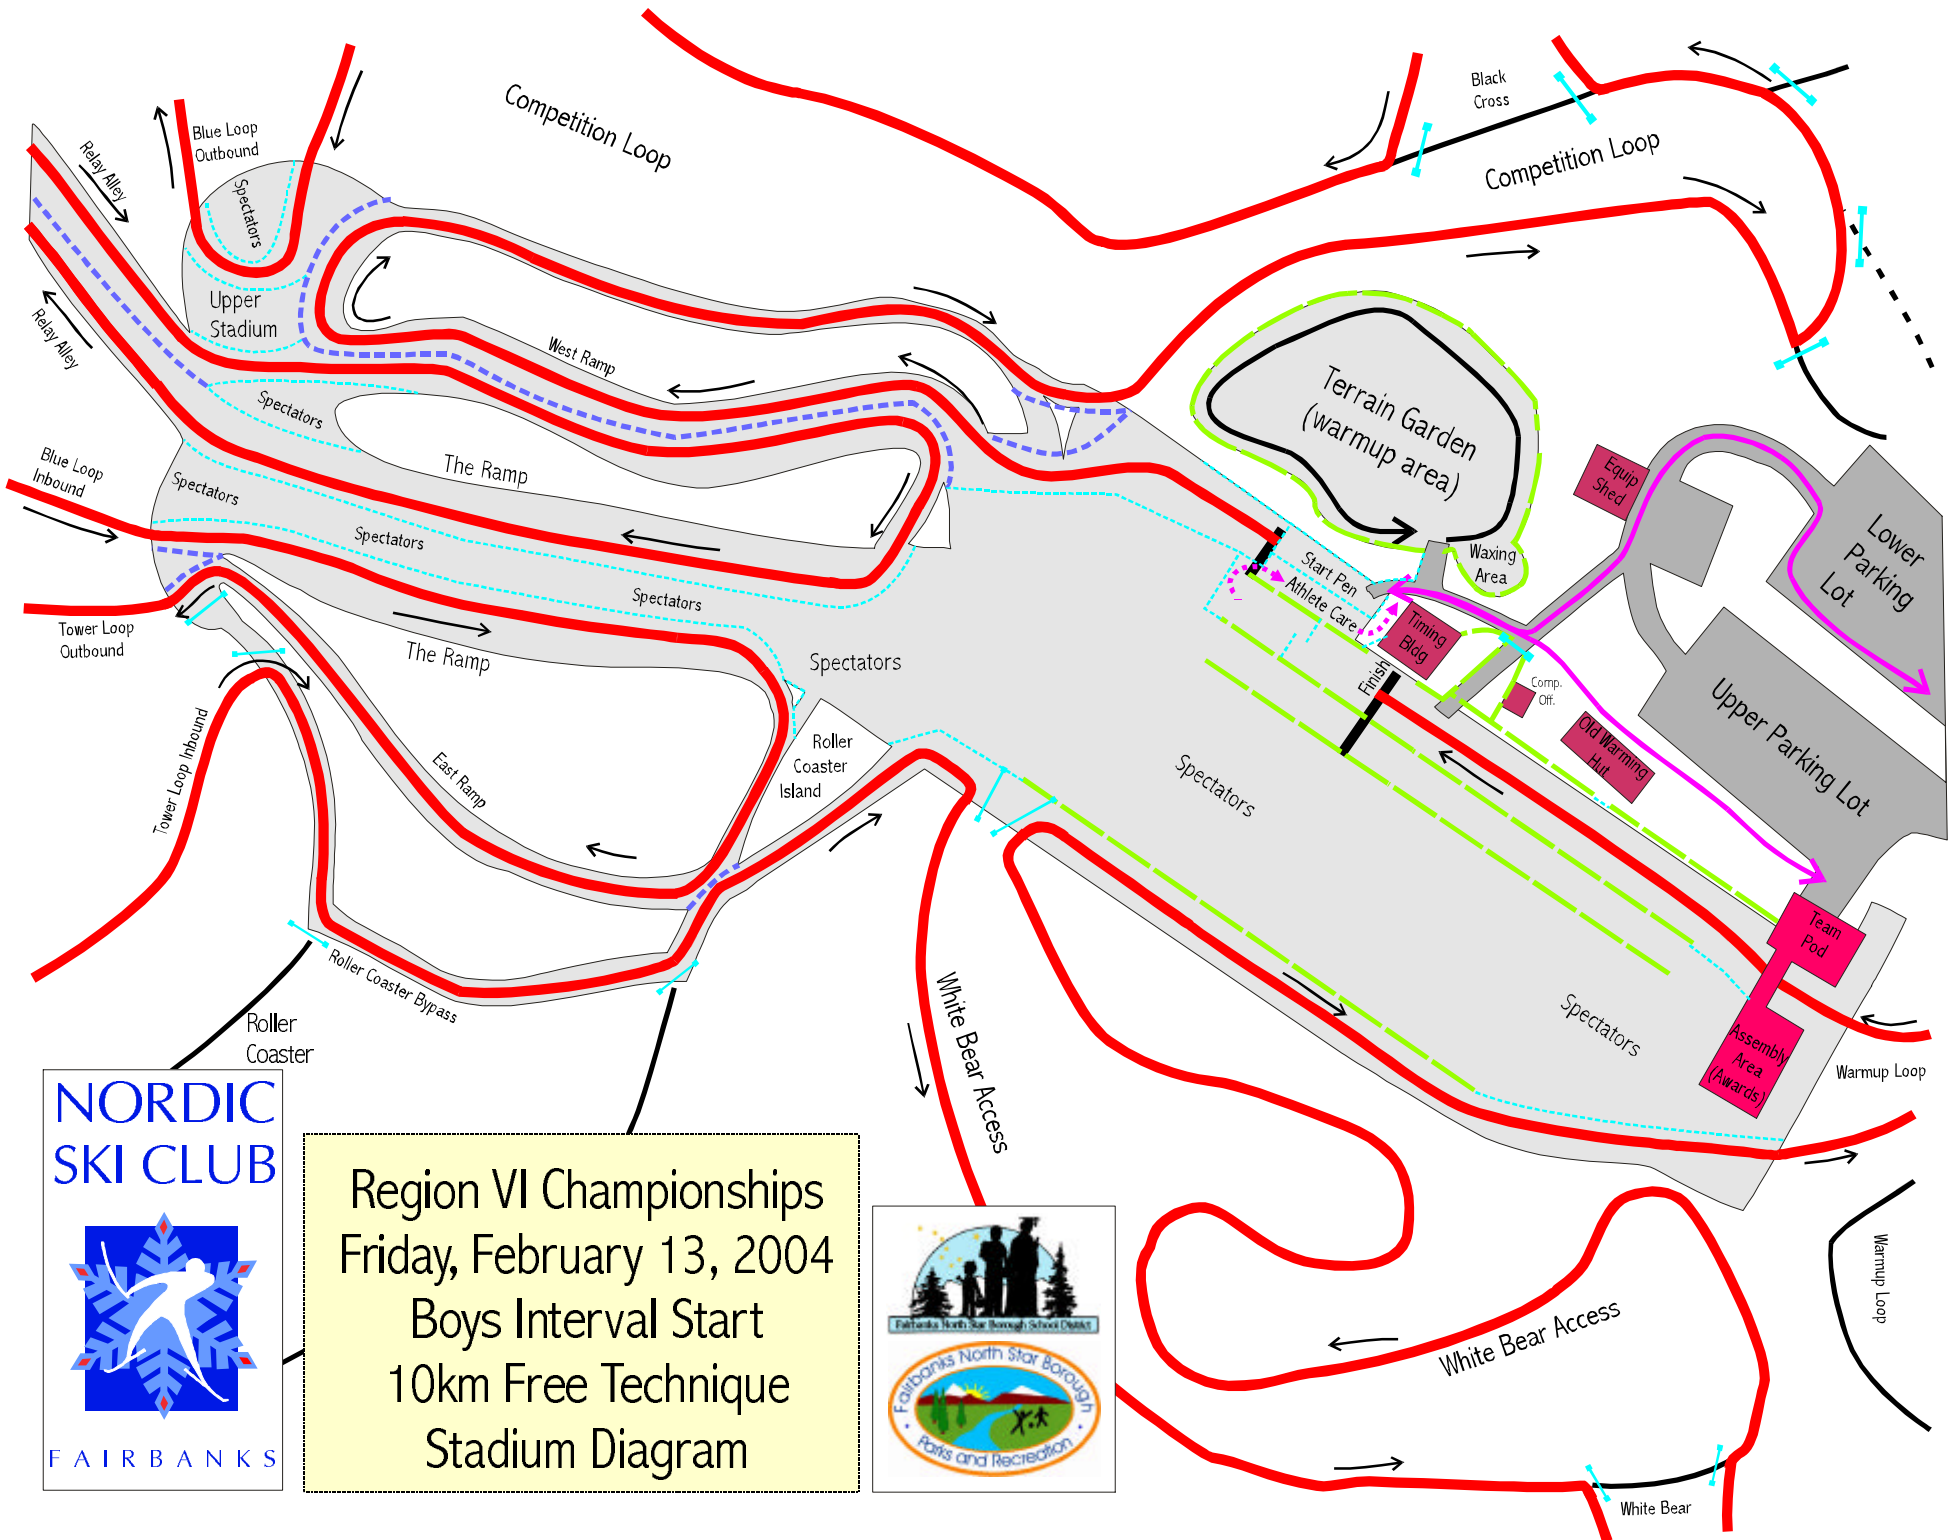 Competition Loop
Black
Cross
Competition Loop
Blue Loop
Outbound
Relay Alley
Spectators
Upper
Stadium
Relay Alley
West Ramp
Spectators
The Ramp
Terrain Garden
(warmup area)
Equip
Shed
Lower
Parking
Lot
Blue Loop
Inbound
Spectators
Spectators
Spectators
Start Pen
Athlete Care
Waxing
Area
Timing
Bldg
Finish
Comp.
Off.
Old Warming
Hut
Upper Parking Lot
Tower Loop
Outbound
The Ramp
Spectators
Roller
Coaster
Island
Spectators
East Ramp
Tower Loop Inbound
Roller Coaster Bypass
Roller
Coaster
White Bear Access
Team
Pod
Spectators
Assembly
Area
(Awards)
Warmup Loop
Warmup Loop
White Bear Access
White Bear
NORDIC
SKI CLUB
FAIRBANKS
Region VI Championships
Friday, February 13, 2004
Boys Interval Start
10km Free Technique
Stadium Diagram
Fairbanks North Star Borough School District
Fairbanks North Star Borough
Parks and Recreation